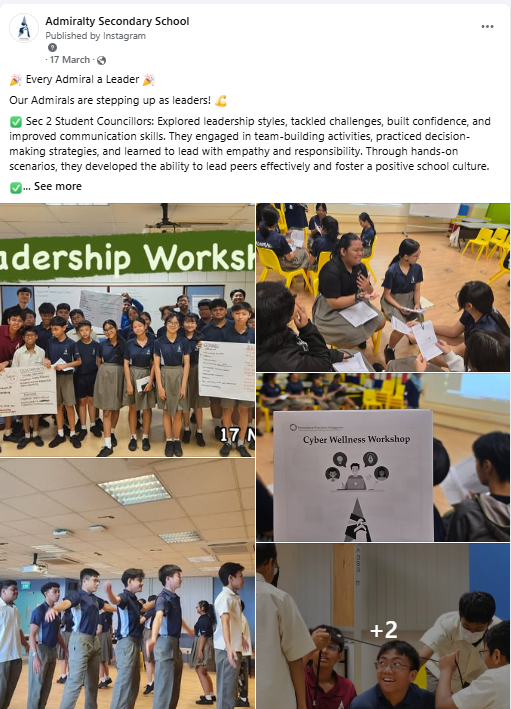 Admiralty Secondary School
Published by Instagram
· 17 March ·
🎉 Every Admiral a Leader 🎉
Our Admirals are stepping up as leaders! 💪
✅ Sec 2 Student Councillors: Explored leadership styles, tackled challenges, built confidence, and
improved communication skills. They engaged in team-building activities, practiced decision-
making strategies, and learned to lead with empathy and responsibility. Through hands-on
scenarios, they developed the ability to lead peers effectively and foster a positive school culture.
✅... See more
adership Worksh
17 M
Cyber Wellness Workshop
+2